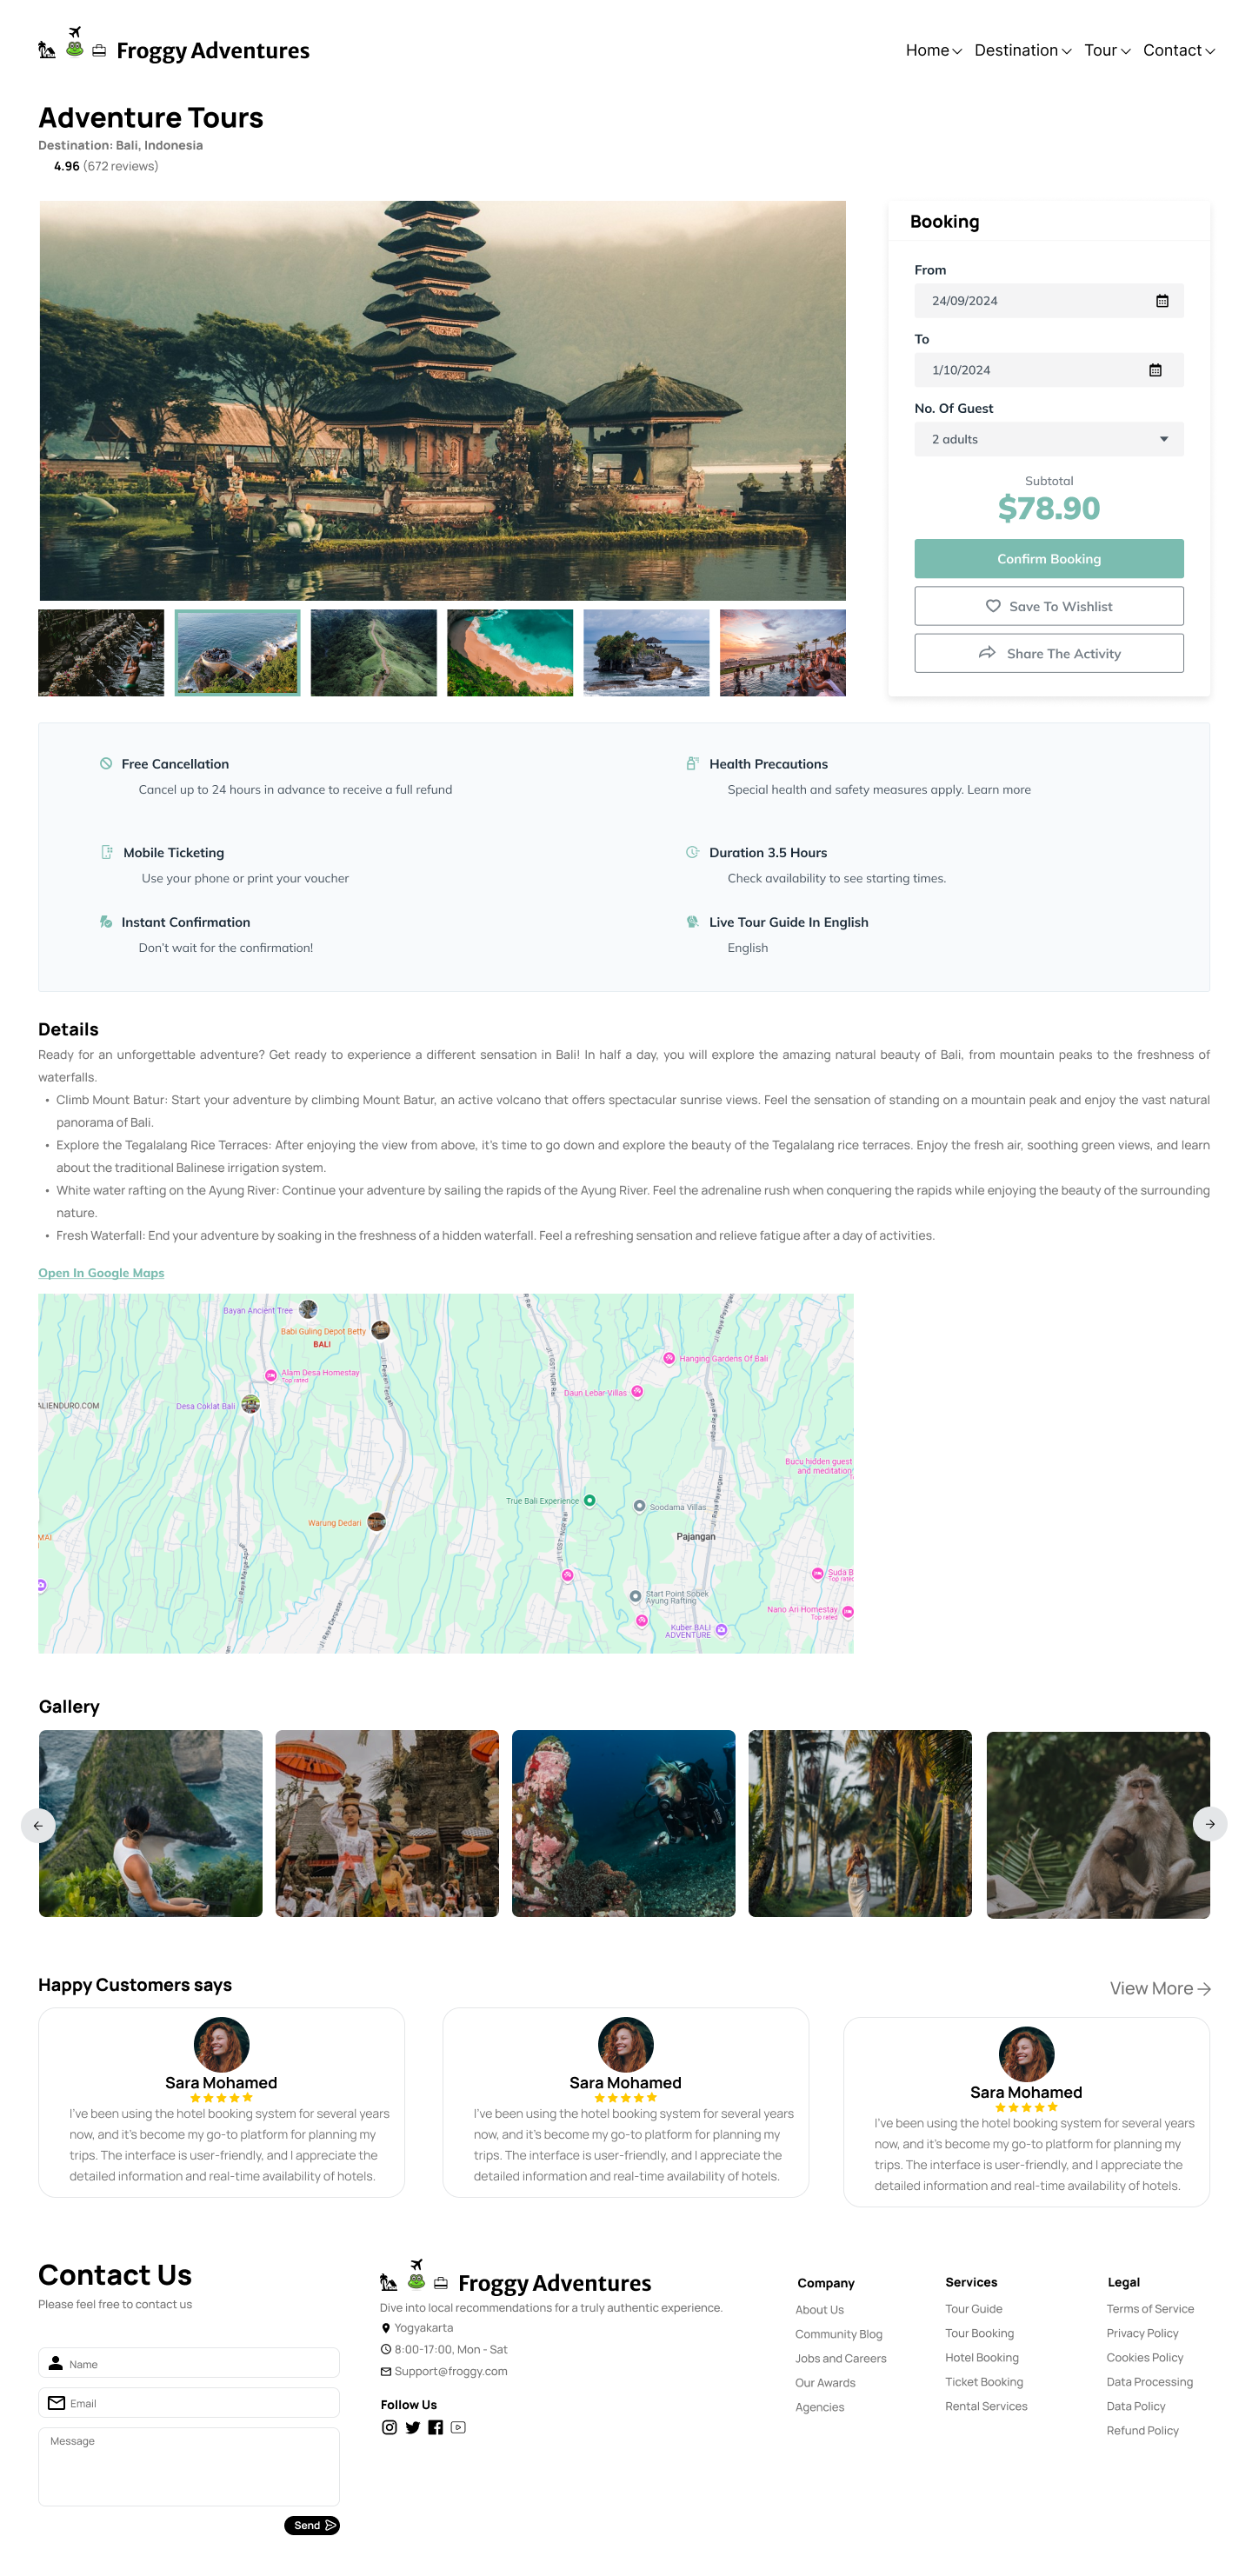 Froggy Adventures
Home Destination Tour Contact
Adventure Tours
Destination: Bali, Indonesia
4.96 (672 reviews)
Booking
From
24/09/2024
To
1/10/2024
No. Of Guest
2 adults
Subtotal
$78.90
Confirm Booking
Save To Wishlist
Share The Activity
Free Cancellation
Cancel up to 24 hours in advance to receive a full refund
Health Precautions
Special health and safety measures apply. Learn more
Mobile Ticketing
Use your phone or print your voucher
Duration 3.5 Hours
Check availability to see starting times.
Instant Confirmation
Don't wait for the confirmation!
Live Tour Guide In English
English
Details
Ready for an unforgettable adventure? Get ready to experience a different sensation in Bali! In half a day, you will explore the amazing natural beauty of Bali, from mountain peaks to the freshness of
waterfalls.
• Climb Mount Batur: Start your adventure by climbing Mount Batur, an active volcano that offers spectacular sunrise views. Feel the sensation of standing on a mountain peak and enjoy the vast natural
panorama of Bali.
• Explore the Tegalalang Rice Terraces: After enjoying the view from above, it's time to go down and explore the beauty of the Tegalalang rice terraces. Enjoy the fresh air, soothing green views, and learn
about the traditional Balinese irrigation system.
• White water rafting on the Ayung River: Continue your adventure by sailing the rapids of the Ayung River. Feel the adrenaline rush when conquering the rapids while enjoying the beauty of the surrounding
nature.
• Fresh Waterfall: End your adventure by soaking in the freshness of a hidden waterfall. Feel a refreshing sensation and relieve fatigue after a day of activities.
Open In Google Maps
Bayan Ancient Tree
Babi Guling Depot Betty
BALI
Alam Desa Homestay
Top rated
Desa Coklat Bali
ALIENDURO.COM
Hanging Gardens Of Bali
Daun Lebar Villas
Jl. Raya Payangan
Bucu hidden guest
and meditation
True Bali Experience
Soodama Villas
Jl. Raya Payangan
Warung Dedari
Pajangan
MAI
Jl. IGST. NGR Rai
Jl. IGST. NGR Rai
Suda B
Top rated
Start Point Sobek
Ayung Rafting
Nano Ari Homestay
Top rated
Kuber BALI
ADVENTURE
Jl. Raya Denpasar
Gallery
Happy Customers says
View More
Sara Mohamed
I've been using the hotel booking system for several years
now, and it's become my go-to platform for planning my
trips. The interface is user-friendly, and I appreciate the
detailed information and real-time availability of hotels.
Sara Mohamed
I've been using the hotel booking system for several years
now, and it's become my go-to platform for planning my
trips. The interface is user-friendly, and I appreciate the
detailed information and real-time availability of hotels.
Sara Mohamed
I've been using the hotel booking system for several years
now, and it's become my go-to platform for planning my
trips. The interface is user-friendly, and I appreciate the
detailed information and real-time availability of hotels.
Contact Us
Please feel free to contact us
Name
Email
Message
Send
Froggy Adventures
Dive into local recommendations for a truly authentic experience.
Yogyakarta
8:00-17:00, Mon - Sat
Support@froggy.com
Follow Us
Company
About Us
Community Blog
Jobs and Careers
Our Awards
Agencies
Services
Tour Guide
Tour Booking
Hotel Booking
Ticket Booking
Rental Services
Legal
Terms of Service
Privacy Policy
Cookies Policy
Data Processing
Data Policy
Refund Policy